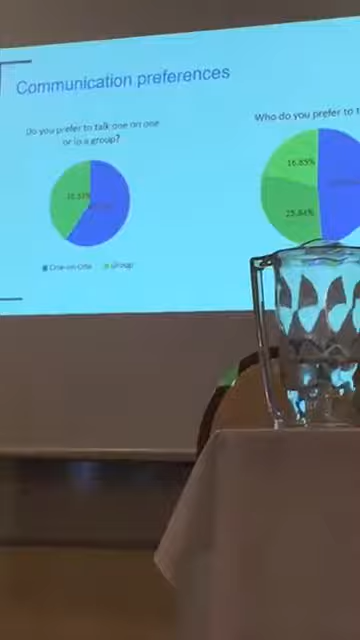 Communication preferences
Do you prefer to talk one on one
or in a group?
Who do you prefer to
16.85%
25.84%
One-on-One
Group